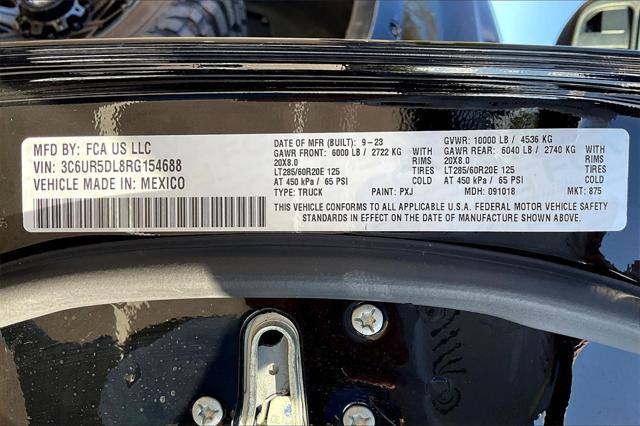 MFD BY: FCA US LLC
VIN: 3C6UR5DL8RG154688
VEHICLE MADE IN: MEXICO
DATE OF MFR (BUILT): 9-23
GAWR FRONT: 6000 LB / 2722 KG WITH
20X8.0 RIMS
LT285/60R20E 125 TIRES
AT 450 kPa / 65 PSI COLD
TYPE: TRUCK PAINT: PXJ
GVWR: 10000 LB / 4536 KG
GAWR REAR: 6040 LB / 2740 KG WITH
20X8.0 RIMS
LT285/60R20E 125 TIRES
AT 450 kPa / 65 PSI COLD
MDH: 091018 MKT: 875
THIS VEHICLE CONFORMS TO ALL APPLICABLE U.S.A. FEDERAL MOTOR VEHICLE SAFETY
STANDARDS IN EFFECT ON THE DATE OF MANUFACTURE SHOWN ABOVE.